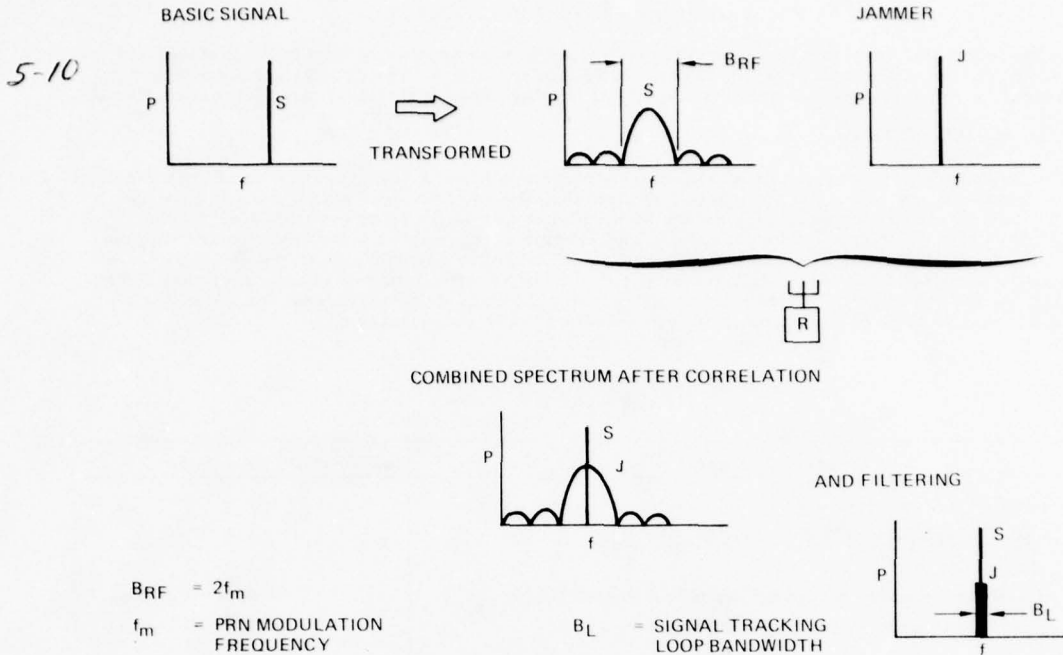 BASIC SIGNAL
JAMMER
5-10
P
S
f
TRANSFORMED
P
S
B_RF
f
P
J
f
R
COMBINED SPECTRUM AFTER CORRELATION
P
S
J
f
AND FILTERING
P
S
J
B_L
f
B_RF = 2f_m
f_m = PRN MODULATION
FREQUENCY
B_L = SIGNAL TRACKING
LOOP BANDWIDTH